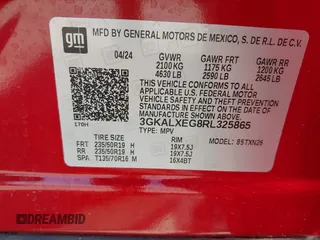 gm
MFD BY GENERAL MOTORS DE MEXICO, S. DE R.L. DE C.V.
04/24 GVWR GAWR FRT GAWR RR
2100 KG 1175 KG 1200 KG
4630 LB 2590 LB 2645 LB
THIS VEHICLE CONFORMS TO ALL
APPLICABLE U.S. FEDERAL MOTOR
VEHICLE SAFETY, BUMPER, AND
THEFT PREVENTION STANDARDS IN
EFFECT ON THE DATE OF
MANUFACTURE SHOWN ABOVE.
3GKALXEG8RL325865
170H TYPE: MPV MODEL: 85TXN26
TIRE SIZE RIM
FRT 235/50R19 H 19X7.5J
RR 235/50R19 H 19X7.5J
SPA T135/70R16 M 16X4BT
DREAMBID